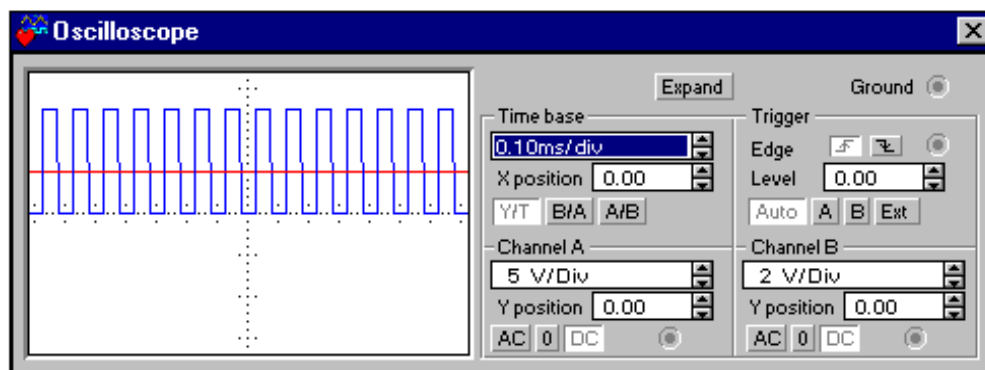 Oscilloscope
Expand
Ground
Time base
0.10ms/div
X position 0.00
Y/T B/A A/B
Trigger
Edge
Level 0.00
Auto A B Ext
Channel A
5 V/Div
Y position 0.00
AC 0 DC
Channel B
2 V/Div
Y position 0.00
AC 0 DC